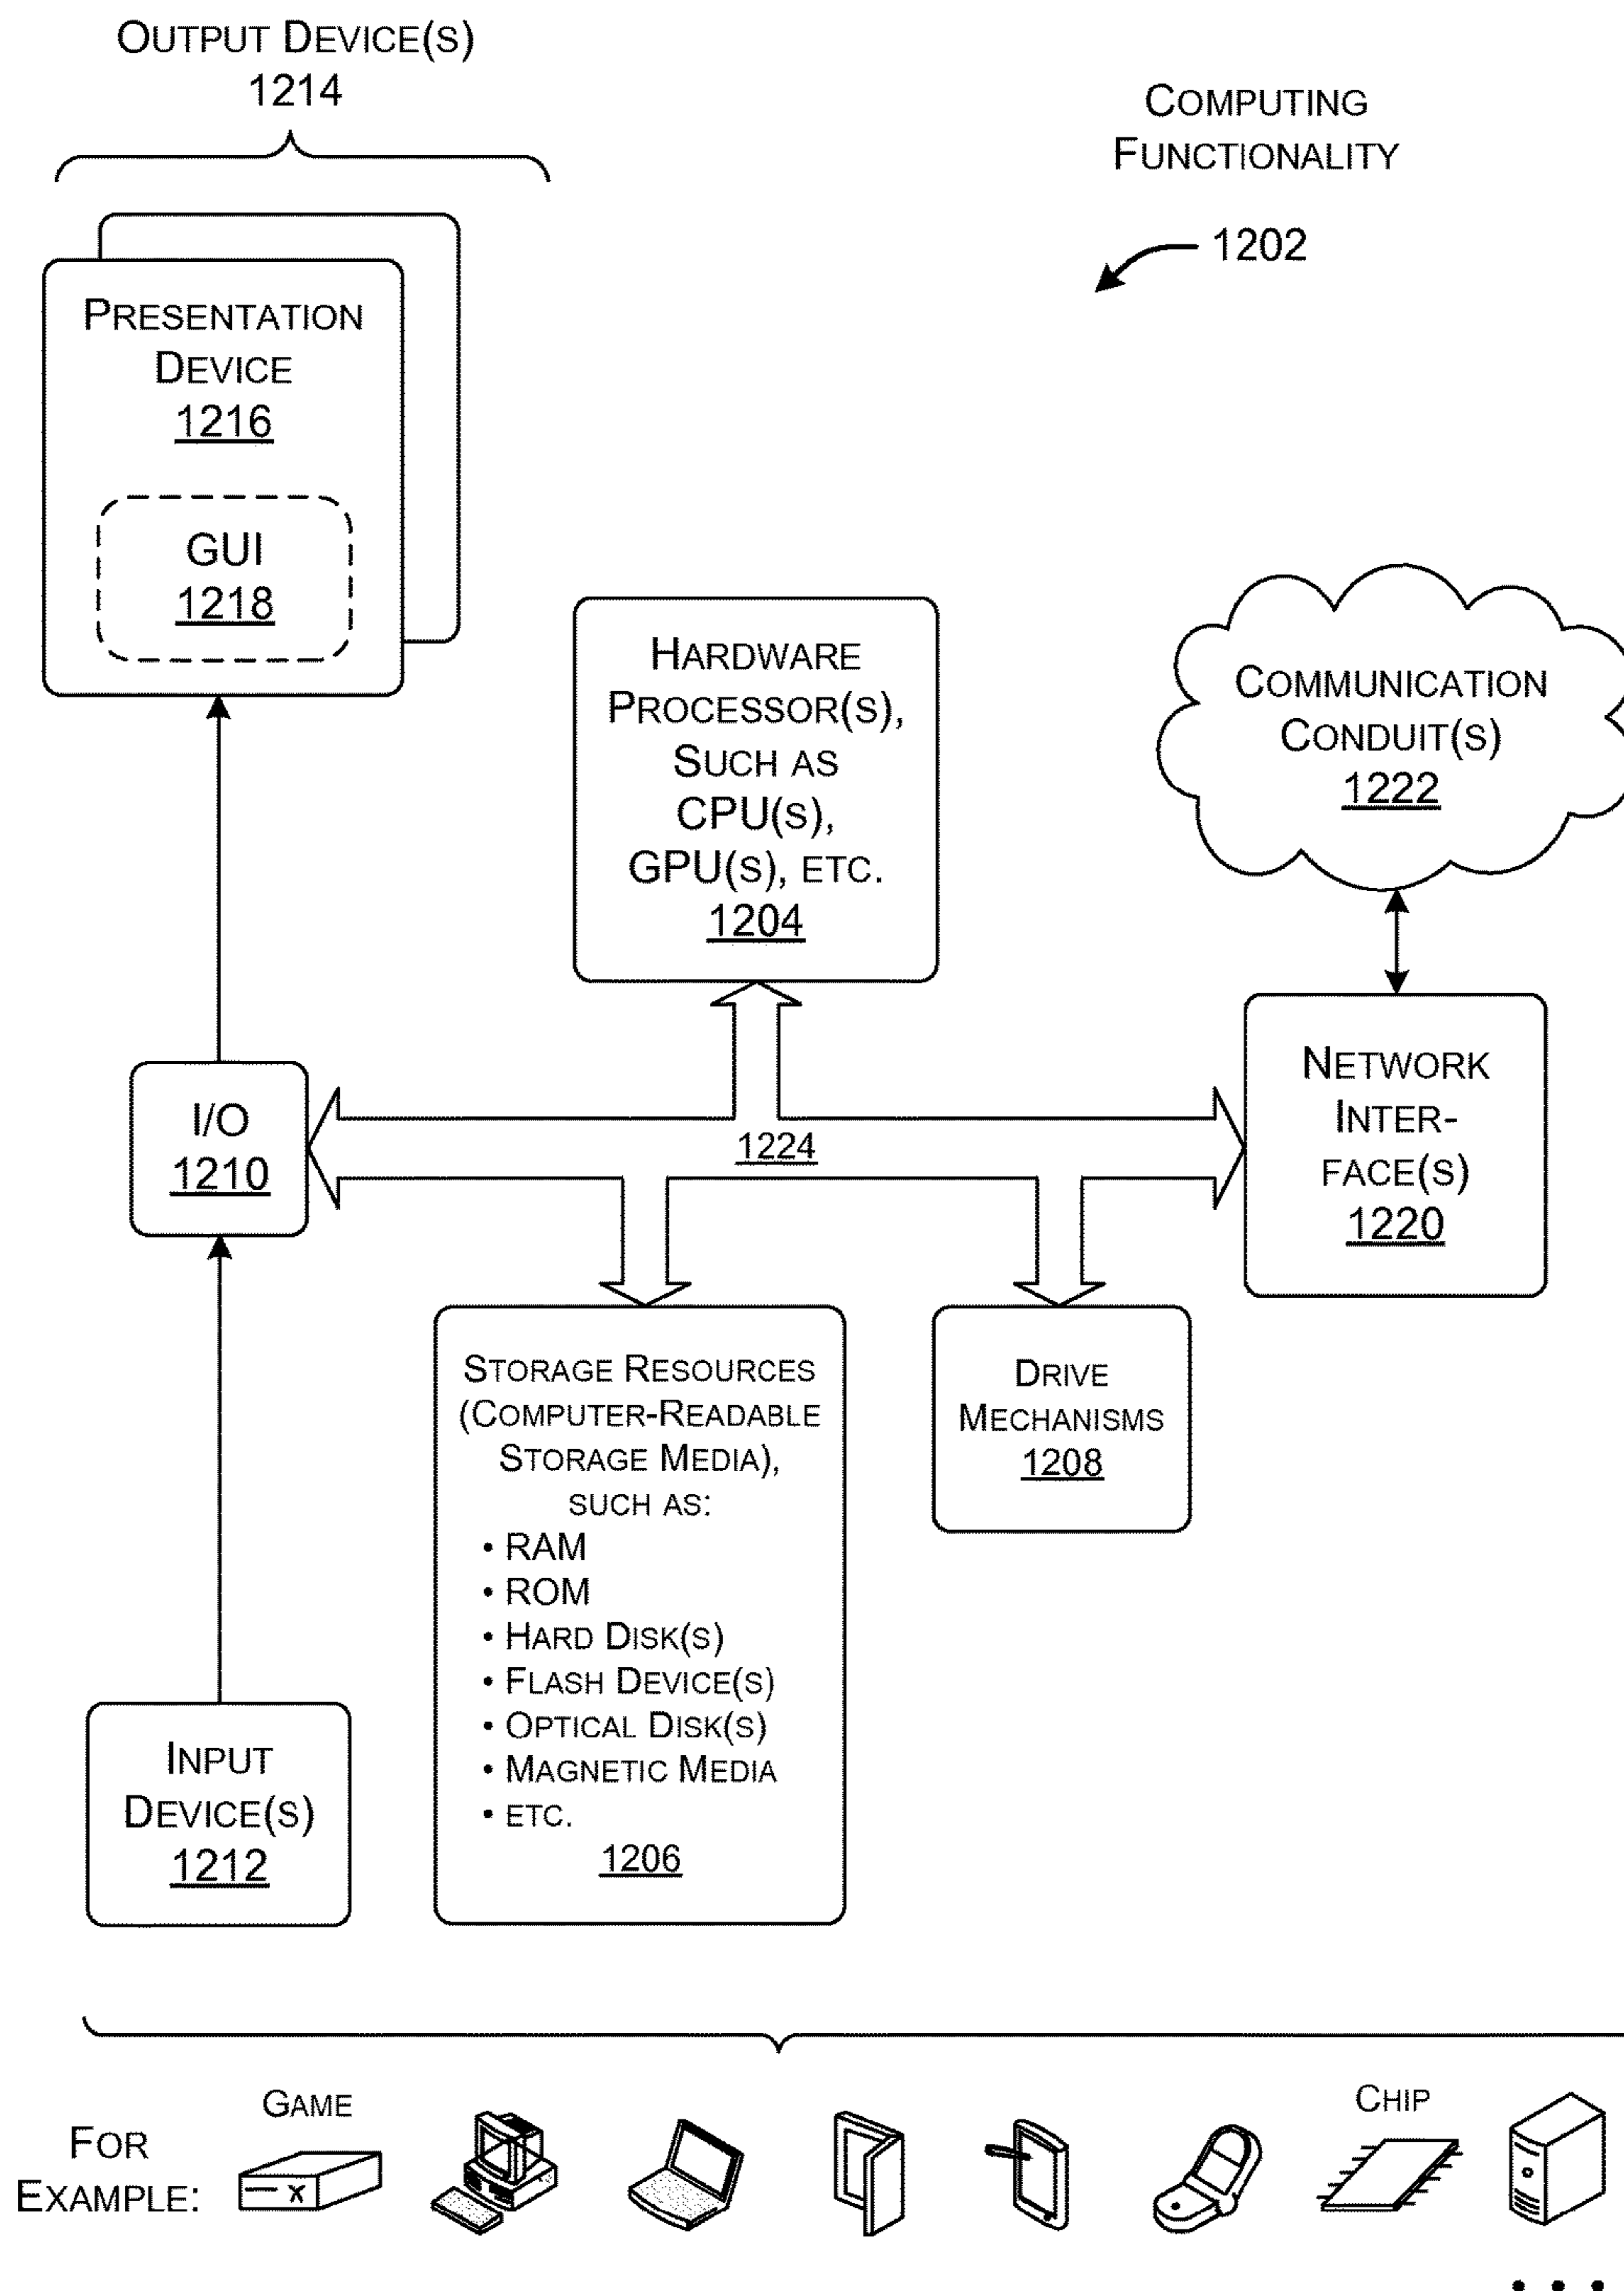 OUTPUT DEVICE(S)
1214
COMPUTING
FUNCTIONALITY
1202
PRESENTATION
DEVICE
1216
GUI
1218
HARDWARE
PROCESSOR(S),
SUCH AS
CPU(S),
GPU(S), ETC.
1204
COMMUNICATION
CONDUIT(S)
1222
I/O
1210
1224
NETWORK
INTER-
FACE(S)
1220
STORAGE RESOURCES
(COMPUTER-READABLE
STORAGE MEDIA),
SUCH AS:
• RAM
• ROM
• HARD DISK(S)
• FLASH DEVICE(S)
• OPTICAL DISK(S)
• MAGNETIC MEDIA
• ETC.
1206
DRIVE
MECHANISMS
1208
INPUT
DEVICE(S)
1212
FOR
EXAMPLE:
GAME
X
CHIP
...